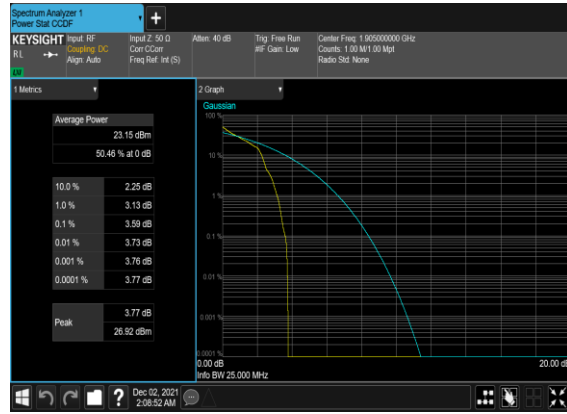 Spectrum Analyzer 1
Power Stat CCDF
KEYSIGHT
RL
Input: RF
Coupling: DC
Align: Auto
Input Z: 50 Ω
Corr CCorr
Freq Ref: Int (S)
Atten: 40 dB
Trig: Free Run
#IF Gain: Low
Center Freq: 1.905000000 GHz
Counts: 1.00 M/1.00 Mpt
Radio Std: None
1 Metrics
Average Power
23.15 dBm
50.46 % at 0 dB
10.0 % 2.25 dB
1.0 % 3.13 dB
0.1 % 3.59 dB
0.01 % 3.73 dB
0.001 % 3.76 dB
0.0001 % 3.77 dB
Peak
3.77 dB
26.92 dBm
2 Graph
Gaussian
100 %
10 %
1 %
0.1 %
0.01 %
0.001 %
0.0001 %
0.00 dB
20.00 dB
Info BW 25.000 MHz
?
Dec 02, 2021
2:08:52 AM